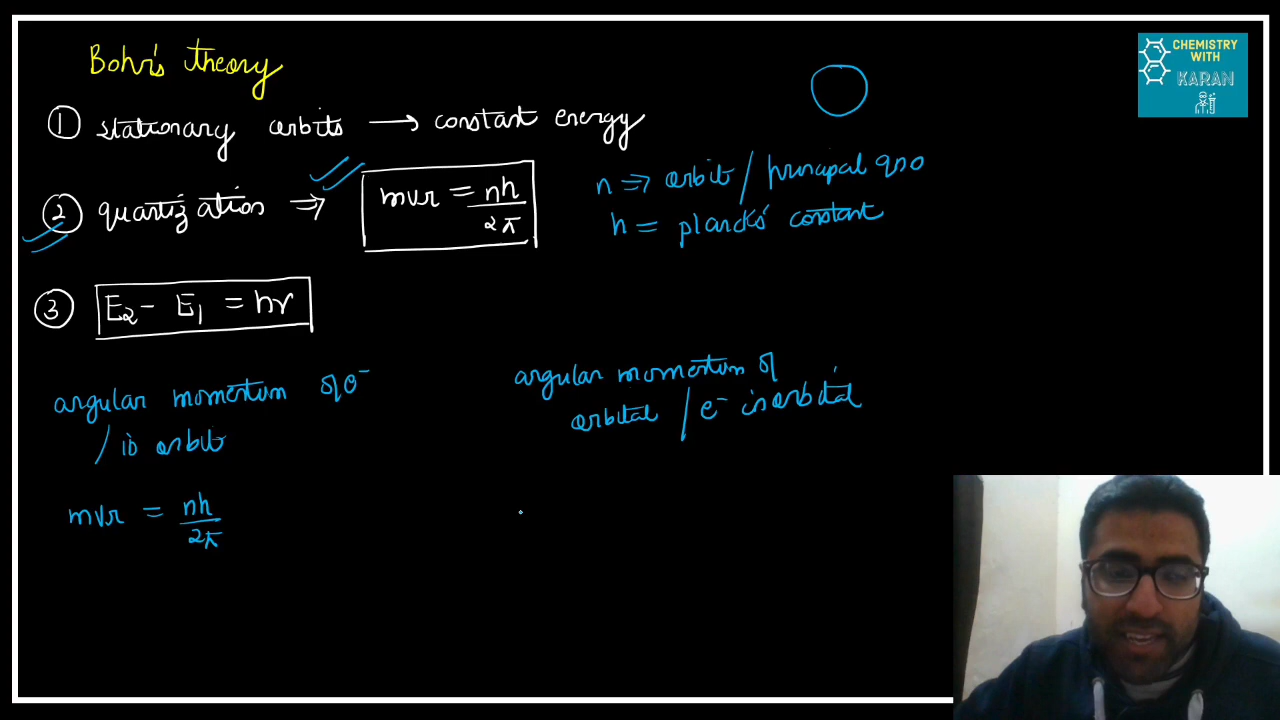 Bohr's theory
CHEMISTRY
WITH
KARAN
① stationary orbits → constant energy
② quantization ⇒ mvr = nh/2π
n ⇒ orbit / principal q no
h = planck's constant
③ E₂ - E₁ = hν
angular momentum of e⁻
/ in orbit
mvr = nh/2π
angular momentum of
orbital / e⁻ in orbital